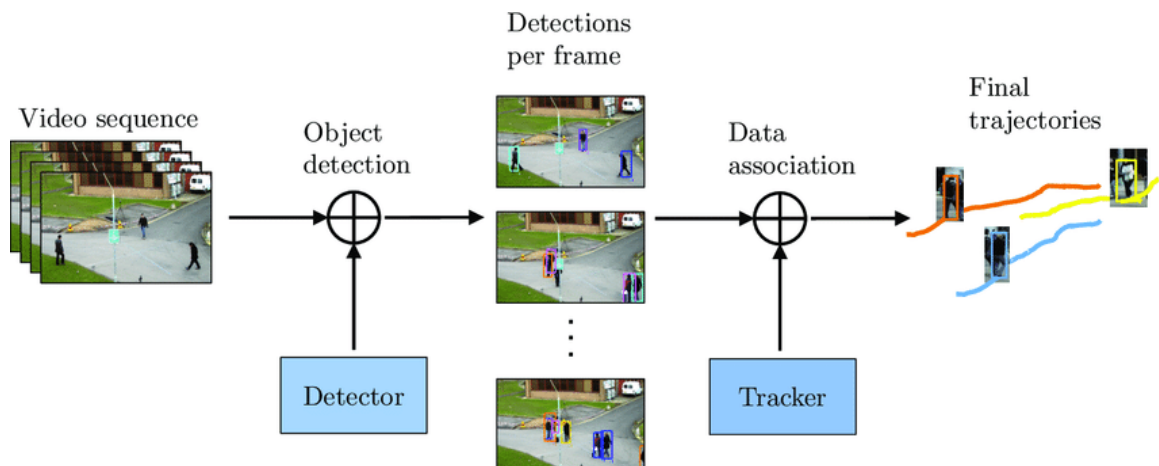 Video sequence
Object
detection
Detections
per frame
Data
association
Final
trajectories
Detector
Tracker